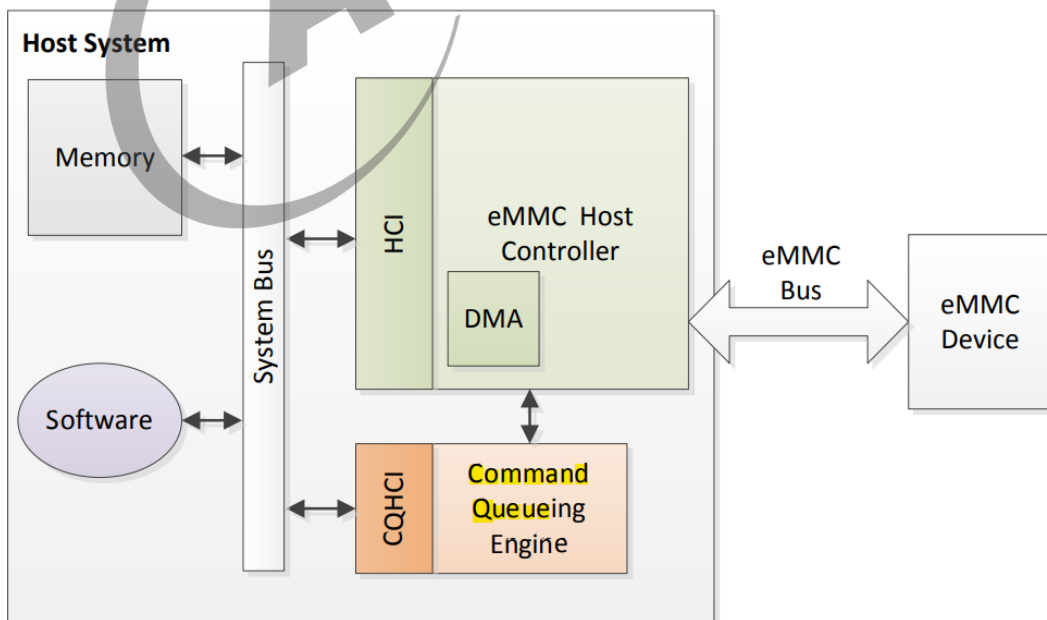 Host System
Memory
System Bus
HCI
eMMC Host
Controller
DMA
eMMC
Bus
eMMC
Device
Software
CQHCI
Command
Queueing
Engine